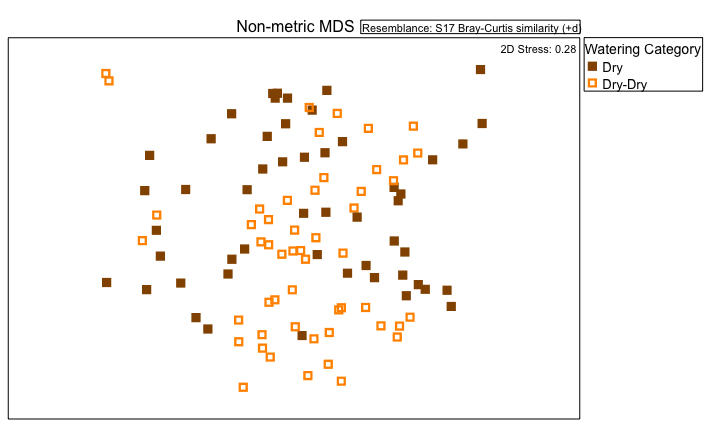 Non-metric MDS
Resemblance: S17 Bray-Curtis similarity (+d)
2D Stress: 0.28
Watering Category
Dry
Dry-Dry